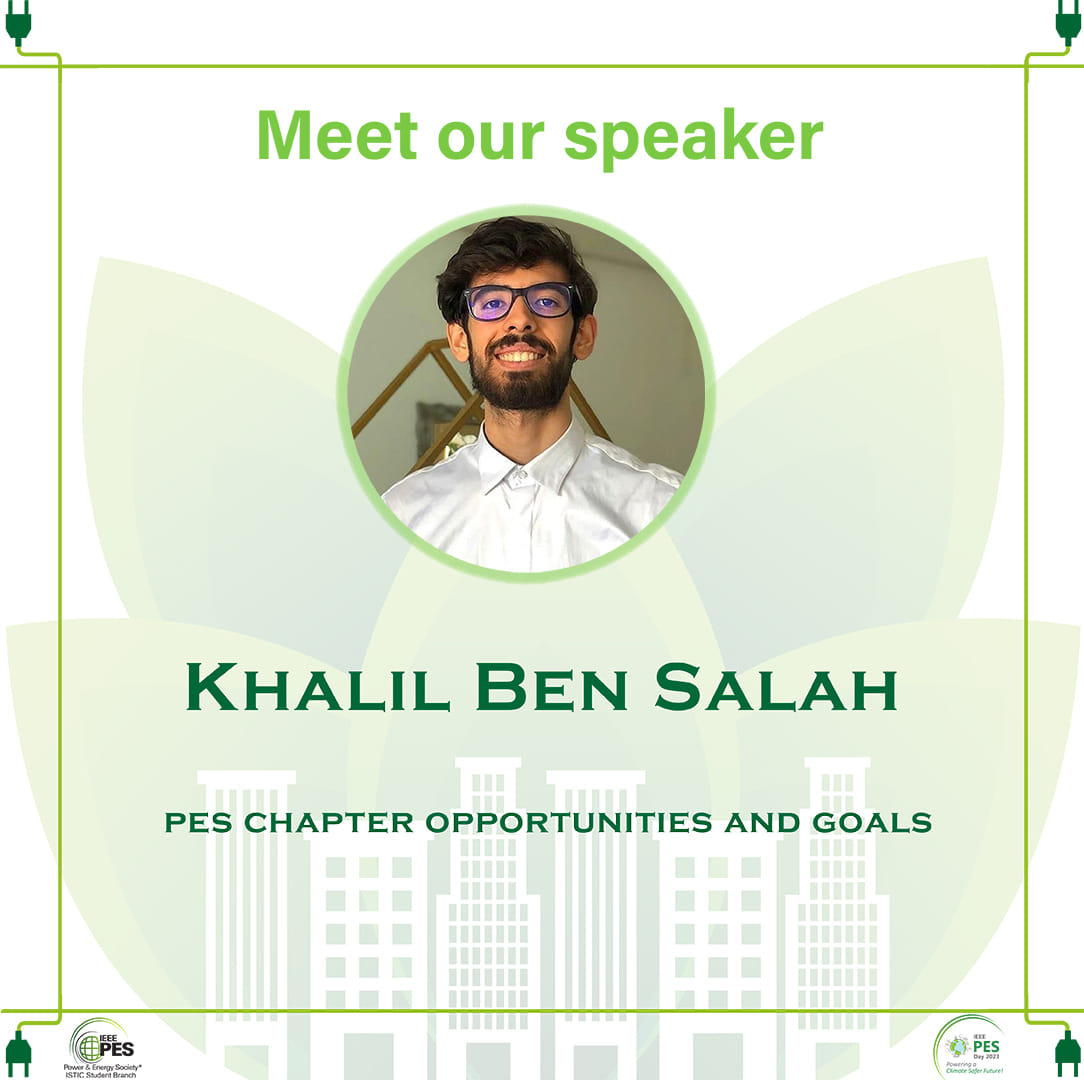 Meet our speaker
KHALIL BEN SALAH
PES CHAPTER OPPORTUNITIES AND GOALS
IEEE
PES
Power & Energy Society®
ISTIC Student Branch
IEEE
PES
Day 2023
Powering a
Climate Safer Future!